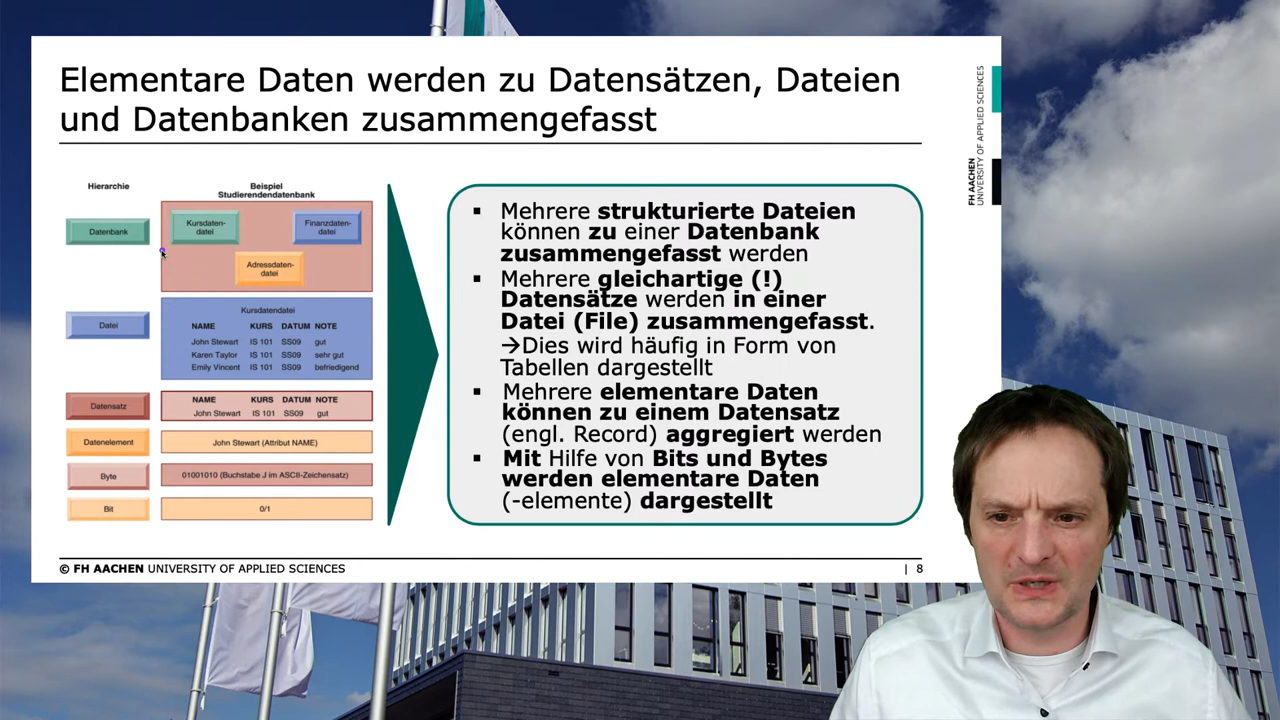 Elementare Daten werden zu Datensätzen, Dateien
und Datenbanken zusammengefasst
FH AACHEN
UNIVERSITY OF APPLIED SCIENCES
Hierarchie
Beispiel
Studierendendatenbank
Datenbank
Kursdaten-
datei
Finanzdaten-
datei
Adressdaten-
datei
Datei
Kursdatendatei
NAME KURS DATUM NOTE
John Stewart IS 101 SS09 gut
Karen Taylor IS 101 SS09 sehr gut
Emily Vincent IS 101 SS09 befriedigend
Datensatz
NAME KURS DATUM NOTE
John Stewart IS 101 SS09 gut
Datenelement
John Stewart (Attribut NAME)
Byte
01001010 (Buchstabe J im ASCII-Zeichensatz)
Bit
0/1
▪ Mehrere strukturierte Dateien
können zu einer Datenbank
zusammengefasst werden
▪ Mehrere gleichartige (!)
Datensätze werden in einer
Datei (File) zusammengefasst.
→Dies wird häufig in Form von
Tabellen dargestellt
▪ Mehrere elementare Daten
können zu einem Datensatz
(engl. Record) aggregiert werden
▪ Mit Hilfe von Bits und Bytes
werden elementare Daten
(-elemente) dargestellt
© FH AACHEN UNIVERSITY OF APPLIED SCIENCES
| 8